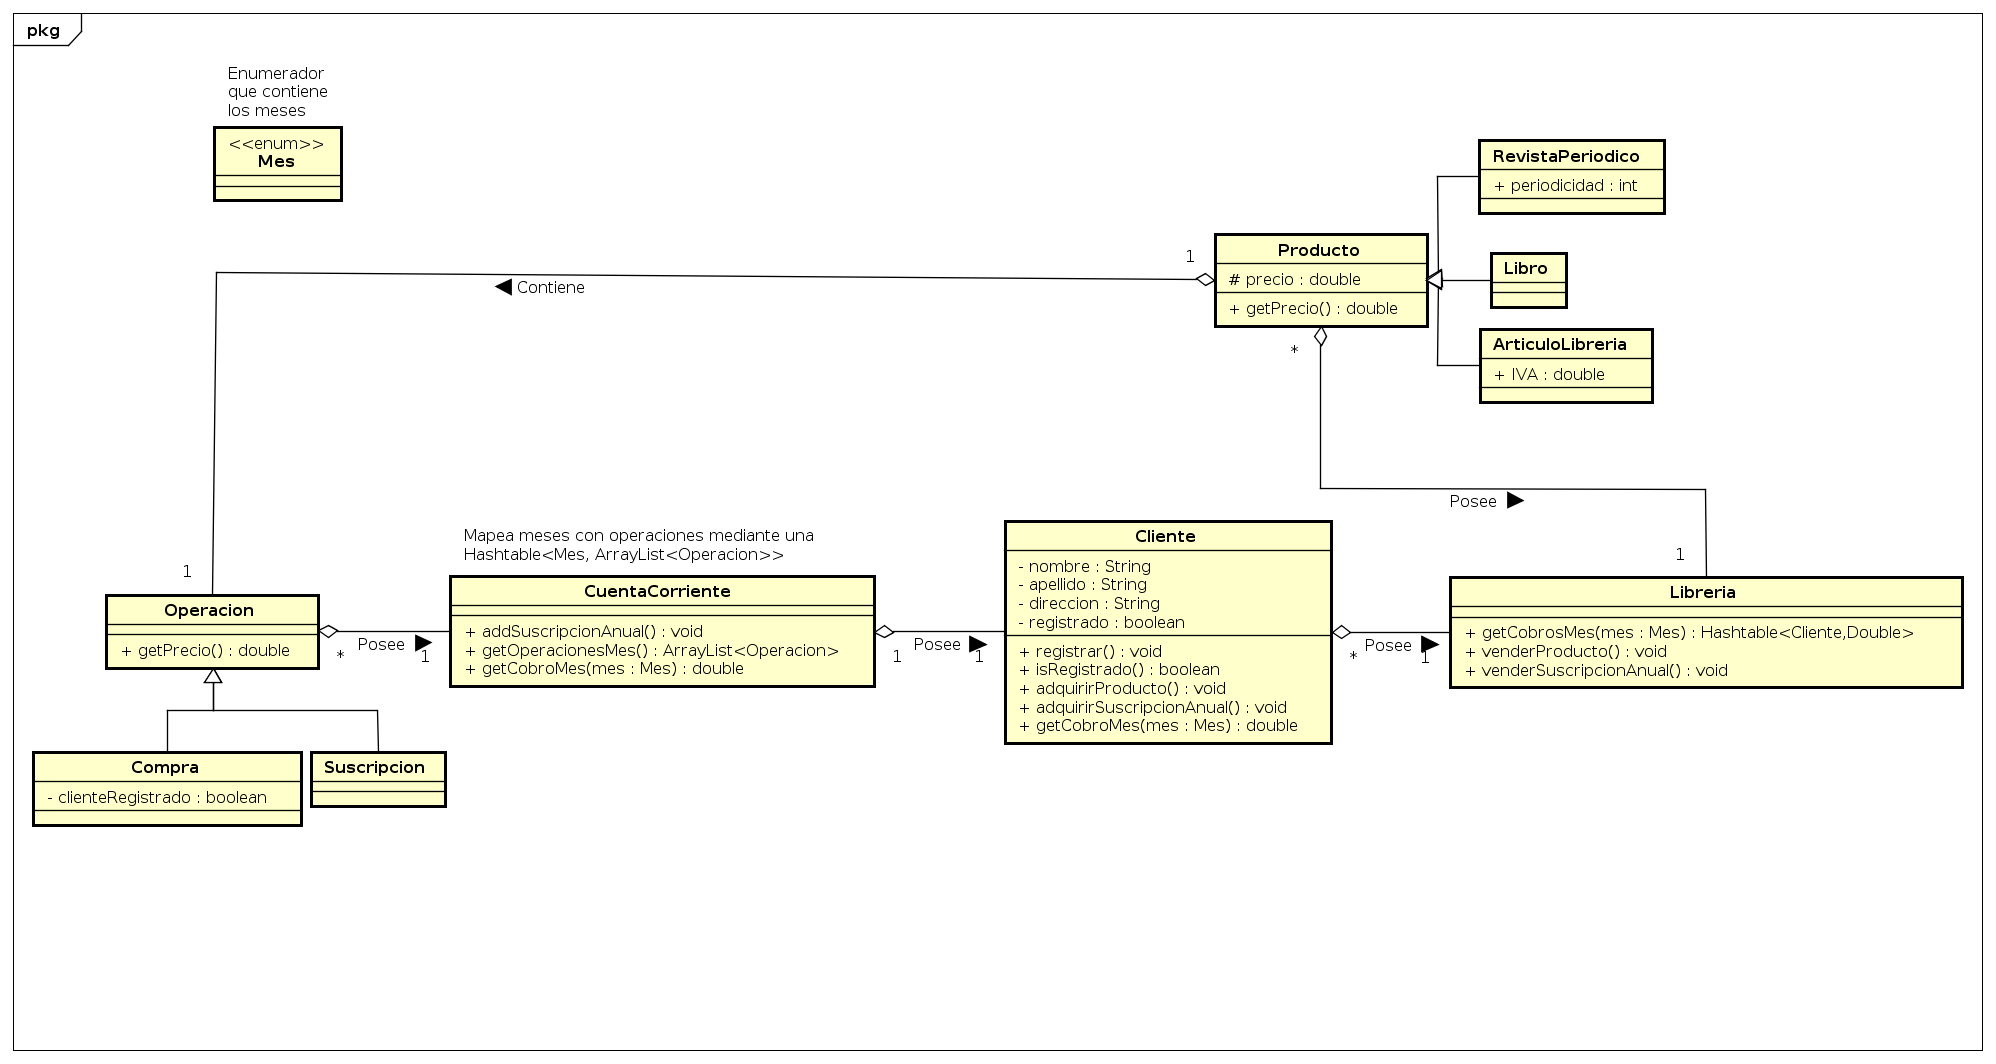 pkg
Enumerador
que contiene
los meses
<<enum>>
Mes
RevistaPeriodico
+ periodicidad : int
Producto
# precio : double
+ getPrecio() : double
1
Contiene
Libro
ArticuloLibreria
+ IVA : double
*
Posee
1
Mapea meses con operaciones mediante una
Hashtable<Mes, ArrayList<Operacion>>
1
Operacion
+ getPrecio() : double
* Posee 1
CuentaCorriente
+ addSuscripcionAnual() : void
+ getOperacionesMes() : ArrayList<Operacion>
+ getCobroMes(mes : Mes) : double
1 Posee 1
Cliente
- nombre : String
- apellido : String
- direccion : String
- registrado : boolean
+ registrar() : void
+ isRegistrado() : boolean
+ adquirirProducto() : void
+ adquirirSuscripcionAnual() : void
+ getCobroMes(mes : Mes) : double
* Posee 1
Libreria
+ getCobrosMes(mes : Mes) : Hashtable<Cliente,Double>
+ venderProducto() : void
+ venderSuscripcionAnual() : void
Compra
- clienteRegistrado : boolean
Suscripcion